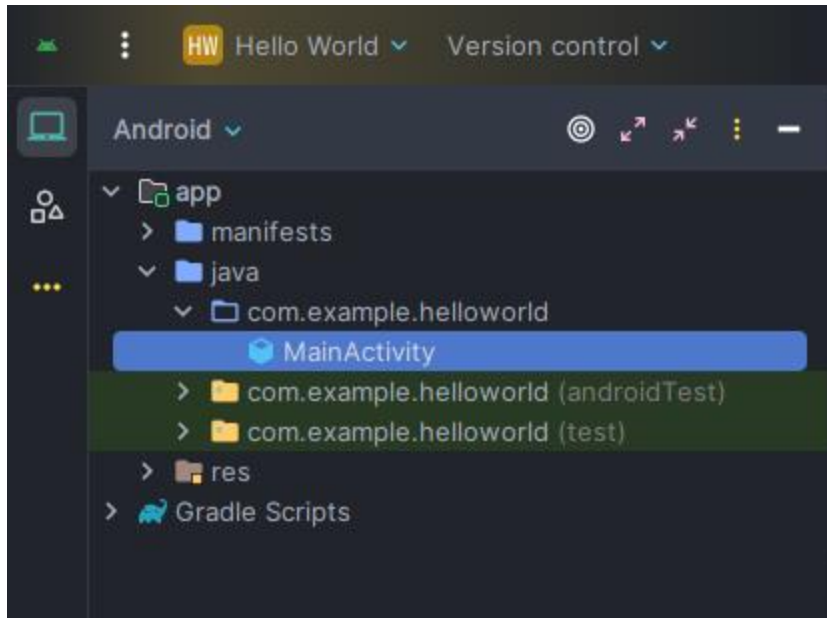 HW Hello World Version control
Android
app
manifests
java
com.example.helloworld
MainActivity
com.example.helloworld (androidTest)
com.example.helloworld (test)
res
Gradle Scripts